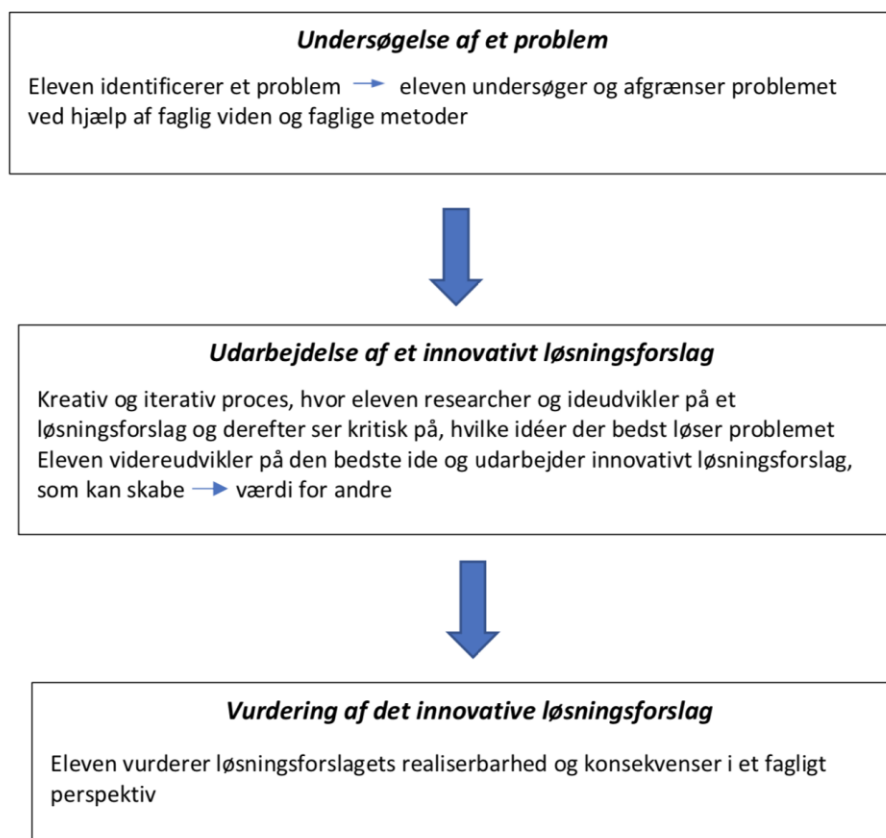 Undersøgelse af et problem
Eleven identificerer et problem → eleven undersøger og afgrænser problemet
ved hjælp af faglig viden og faglige metoder
Udarbejdelse af et innovativt løsningsforslag
Kreativ og iterativ proces, hvor eleven researcher og ideudvikler på et
løsningsforslag og derefter ser kritisk på, hvilke idéer der bedst løser problemet
Eleven videreudvikler på den bedste ide og udarbejder innovativt løsningsforslag,
som kan skabe → værdi for andre
Vurdering af det innovative løsningsforslag
Eleven vurderer løsningsforslagets realiserbarhed og konsekvenser i et fagligt
perspektiv